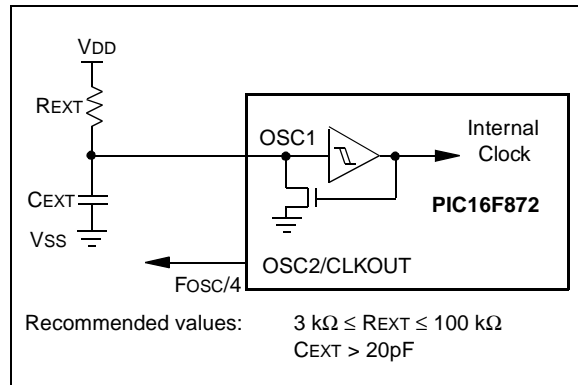 VDD
REXT
OSC1
Internal
Clock
CEXT
PIC16F872
VSS
OSC2/CLKOUT
FOSC/4
Recommended values: 3 kΩ ≤ REXT ≤ 100 kΩ
CEXT > 20pF